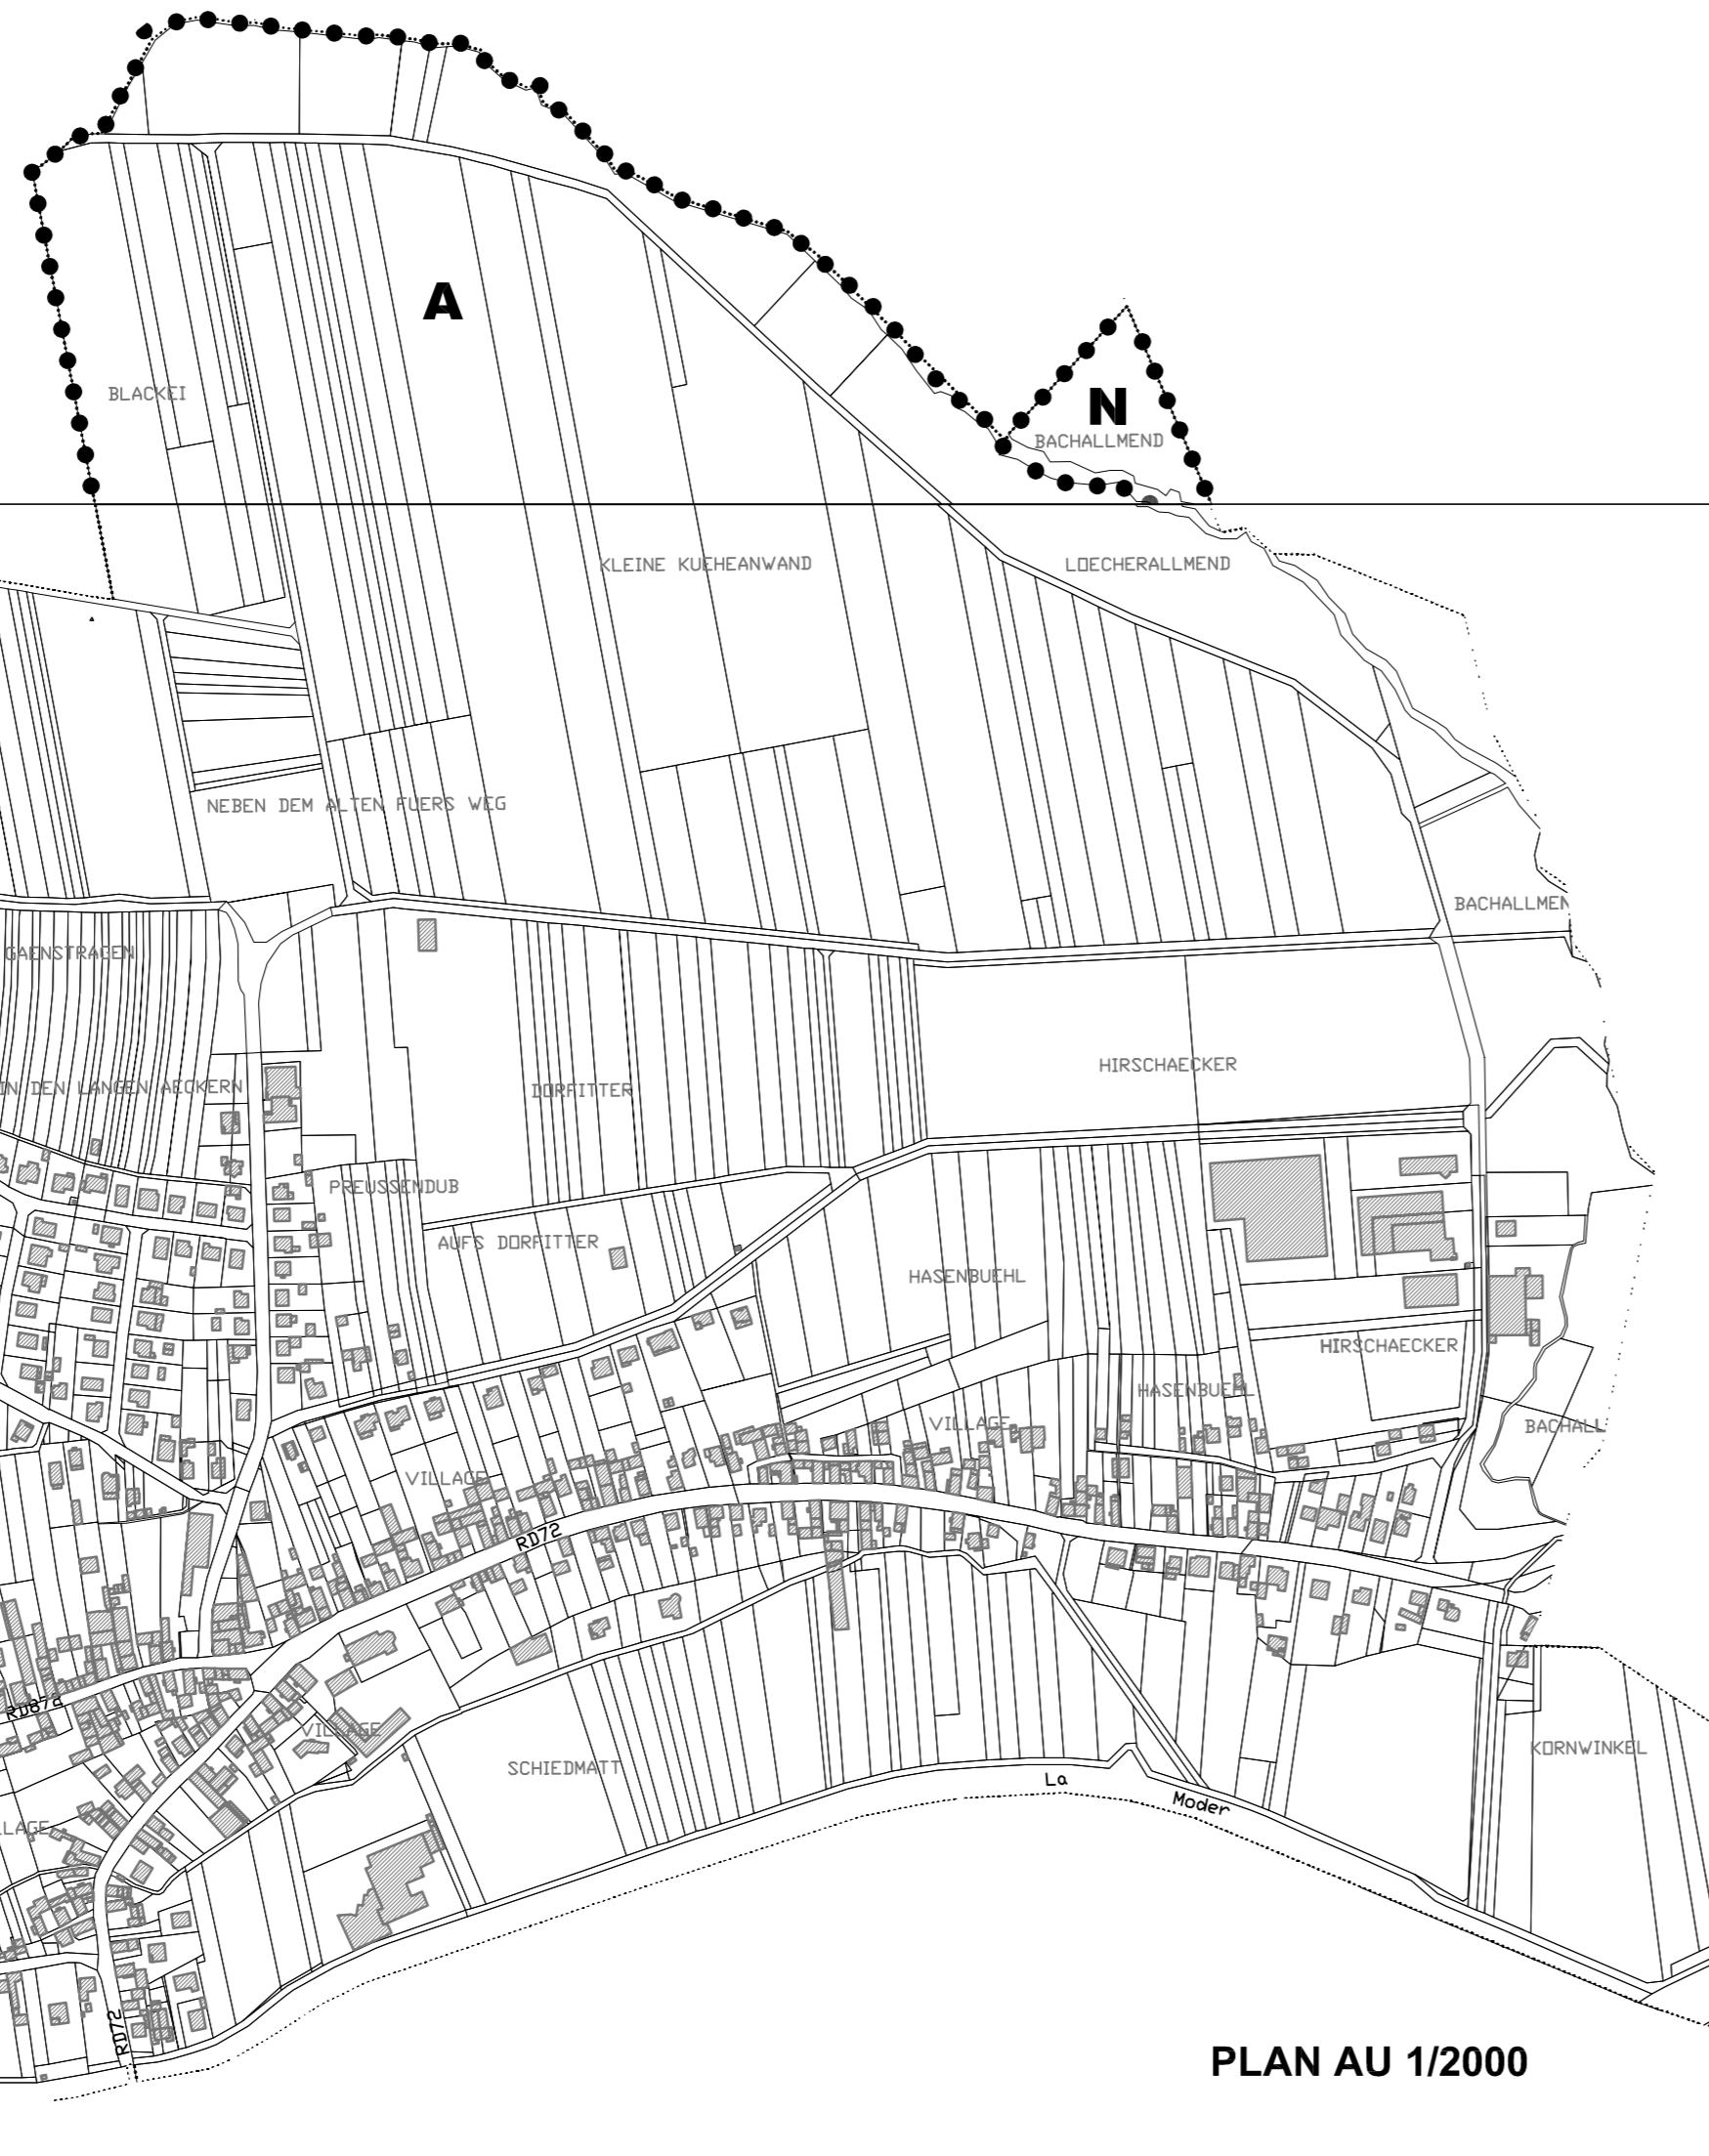 A
BLACKEI
N
BACHALLMEND
KLEINE KUEHEANWAND
LOECHERALLMEND
NEBEN DEM ALTEN FUERS WEG
BACHALLMEN
GAENSTRAGEN
HIRSCHAECKER
IN DEN LANGEN AECKERN
DORFITTER
PREUSSENDUB
AUFS DORFITTER
HASENBUEHL
HIRSCHAECKER
HASENBUEHL
VILLAGE
BACHALL
VILLAGE
RD72
VILLAGE
SCHIEDMATT
KORNWINKEL
La
Moder
LLAGE
RD72
PLAN AU 1/2000